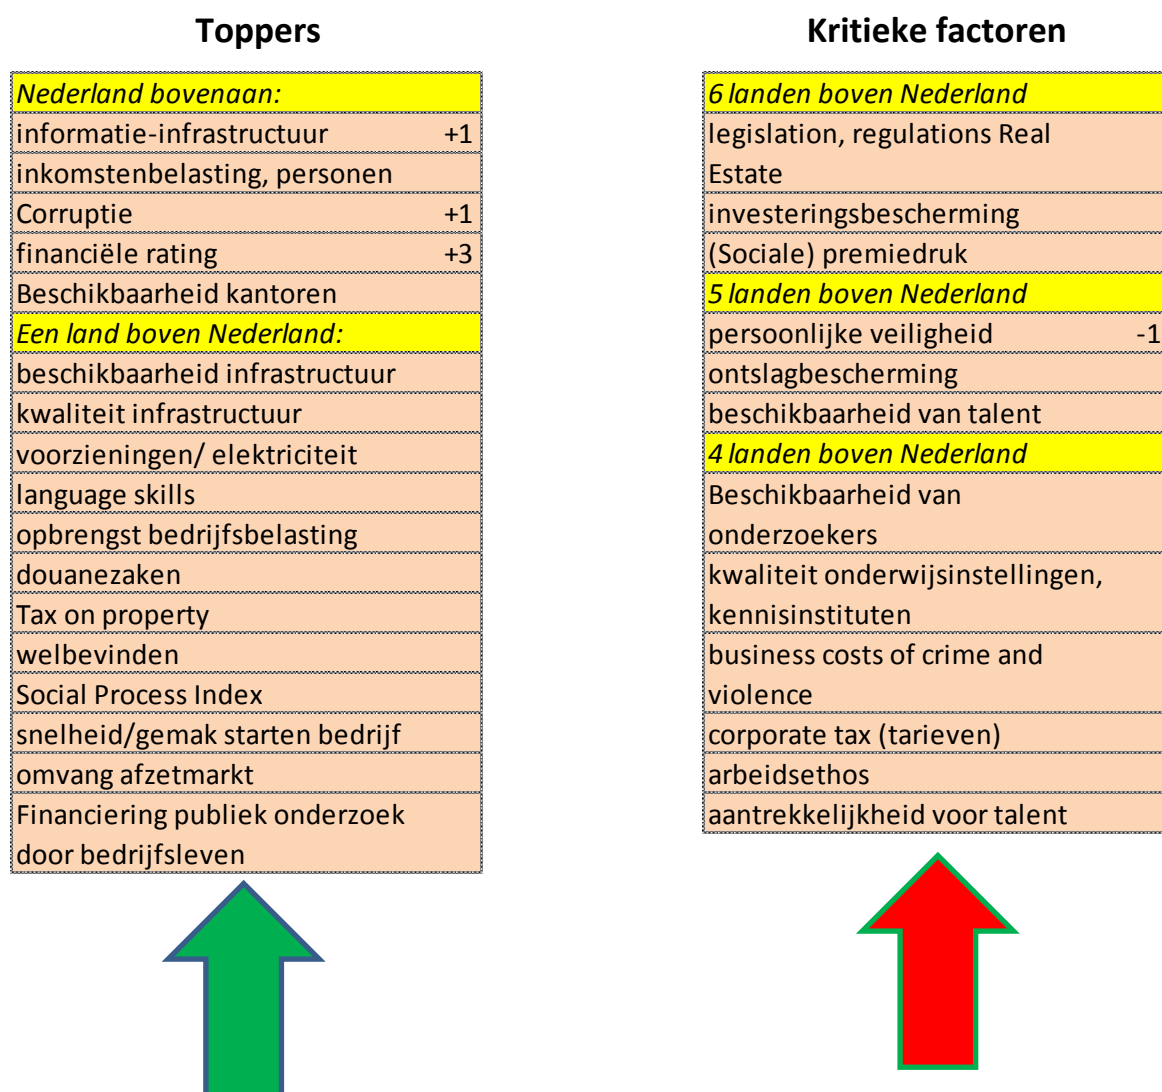 Toppers
Nederland bovenaan:
informatie-infrastructuur +1
inkomstenbelasting, personen
Corruptie +1
financiële rating +3
Beschikbaarheid kantoren
Een land boven Nederland:
beschikbaarheid infrastructuur
kwaliteit infrastructuur
voorzieningen/ elektriciteit
language skills
opbrengst bedrijfsbelasting
douanezaken
Tax on property
welbevinden
Social Process Index
snelheid/gemak starten bedrijf
omvang afzetmarkt
Financiering publiek onderzoek
door bedrijfsleven
Kritieke factoren
6 landen boven Nederland
legislation, regulations Real
Estate
investeringsbescherming
(Sociale) premiedruk
5 landen boven Nederland
persoonlijke veiligheid -1
ontslagbescherming
beschikbaarheid van talent
4 landen boven Nederland
Beschikbaarheid van
onderzoekers
kwaliteit onderwijsinstellingen,
kennisinstituten
business costs of crime and
violence
corporate tax (tarieven)
arbeidsethos
aantrekkelijkheid voor talent